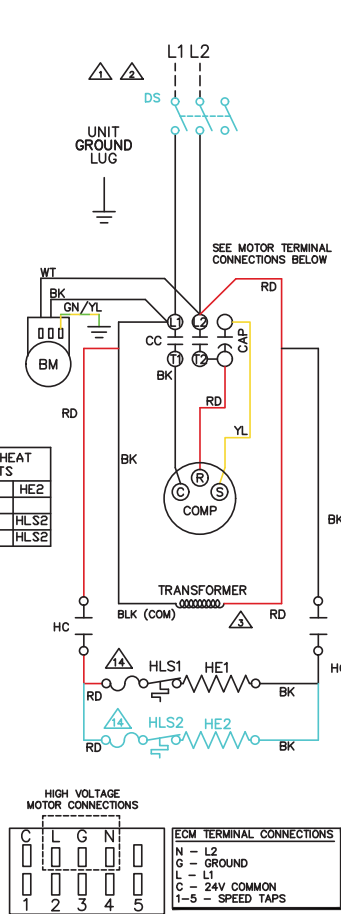 L1 L2
1 2
DS
UNIT
GROUND
LUG
SEE MOTOR TERMINAL
CONNECTIONS BELOW
WT
RD
BK
GN/YL
L1 L2
CC
CAP
BM
T1 T2
BK
RD
RD
YL
HEAT
TS
HE2
HLS2
HLS2
BK
R
C S
COMP
BK
TRANSFORMER
BLK (COM)
3
RD
HC
HC
14
HLS1 HE1
RD
BK
14
HLS2 HE2
RD
BK
HIGH VOLTAGE
MOTOR CONNECTIONS
C L G N
1 2 3 4 5
ECM TERMINAL CONNECTIONS
N - L2
G - GROUND
L - L1
C - 24V COMMON
1-5 - SPEED TAPS